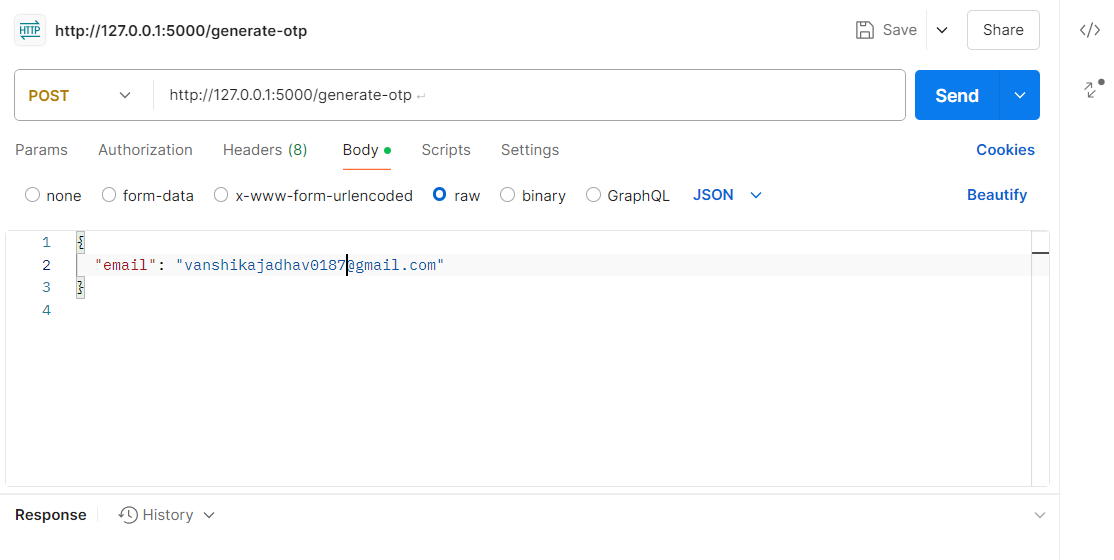 HTTP http://127.0.0.1:5000/generate-otp Save Share </>
POST http://127.0.0.1:5000/generate-otp ↵ Send
Params Authorization Headers (8) Body Scripts Settings Cookies
none form-data x-www-form-urlencoded raw binary GraphQL JSON Beautify
1 {
2 "email": "vanshikajadhav0187@gmail.com"
3 }
4
Response History